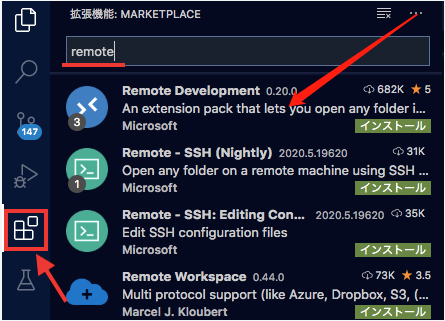 拡張機能: MARKETPLACE
remote
Remote Development 0.20.0 682K ★ 5
An extension pack that lets you open any folder i...
Microsoft インストール
3
Remote - SSH (Nightly) 2020.5.19620 31K
Open any folder on a remote machine using SSH ...
Microsoft インストール
1
Remote - SSH: Editing Con... 2020.5.19620 35K
Edit SSH configuration files
Microsoft インストール
Remote Workspace 0.44.0 73K ★ 3.5
Multi protocol support (like Azure, Dropbox, S3, (...
Marcel J. Kloubert インストール
147